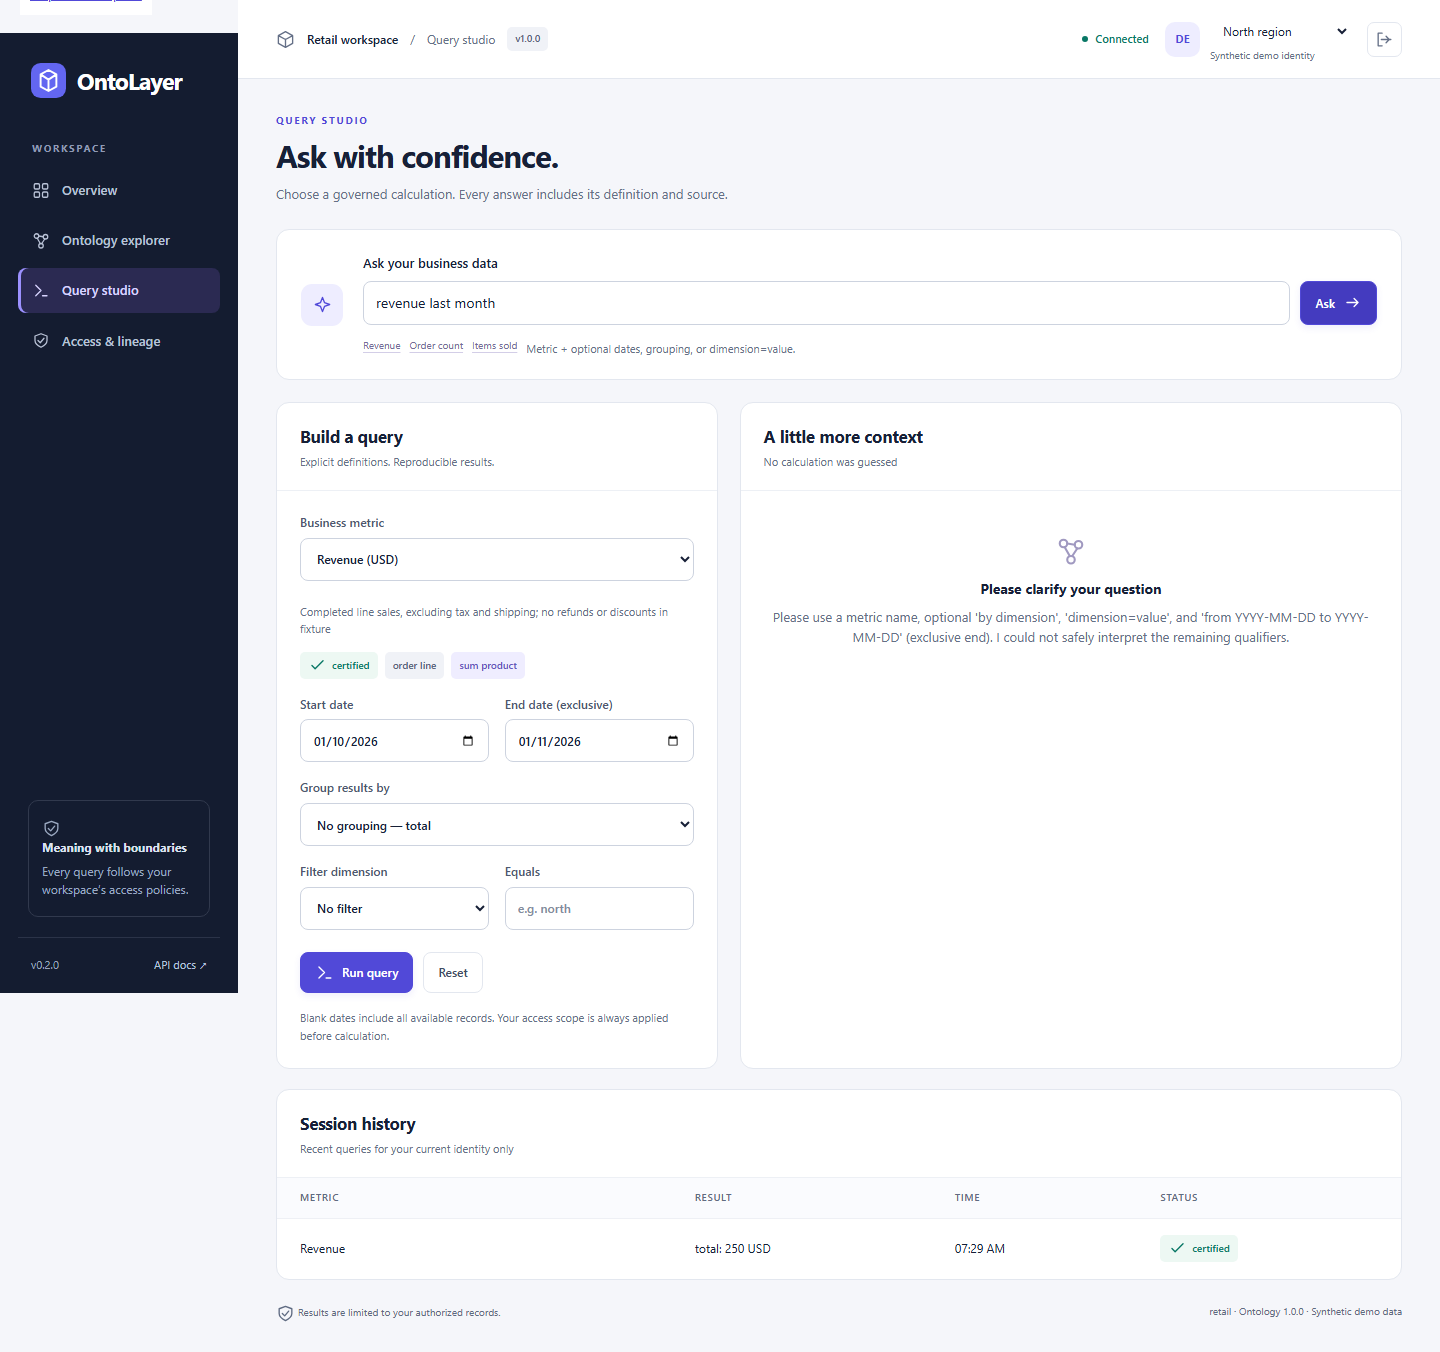 OntoLayer
WORKSPACE
Overview
Ontology explorer
Query studio
Access & lineage
Meaning with boundaries
Every query follows your
workspace's access policies.
v0.2.0
API docs ↗
Retail workspace / Query studio v1.0.0
Connected
DE
North region
Synthetic demo identity
QUERY STUDIO
Ask with confidence.
Choose a governed calculation. Every answer includes its definition and source.
Ask your business data
revenue last month
Ask →
Revenue Order count Items sold Metric + optional dates, grouping, or dimension=value.
Build a query
Explicit definitions. Reproducible results.
Business metric
Revenue (USD)
Completed line sales, excluding tax and shipping; no refunds or discounts in
fixture
certified order line sum product
Start date End date (exclusive)
01/10/2026 01/11/2026
Group results by
No grouping — total
Filter dimension Equals
No filter e.g. north
Run query Reset
Blank dates include all available records. Your access scope is always applied
before calculation.
A little more context
No calculation was guessed
Please clarify your question
Please use a metric name, optional 'by dimension', 'dimension=value', and 'from YYYY-MM-DD to YYYY-
MM-DD' (exclusive end). I could not safely interpret the remaining qualifiers.
Session history
Recent queries for your current identity only
METRIC RESULT TIME STATUS
Revenue total: 250 USD 07:29 AM certified
Results are limited to your authorized records.
retail · Ontology 1.0.0 · Synthetic demo data